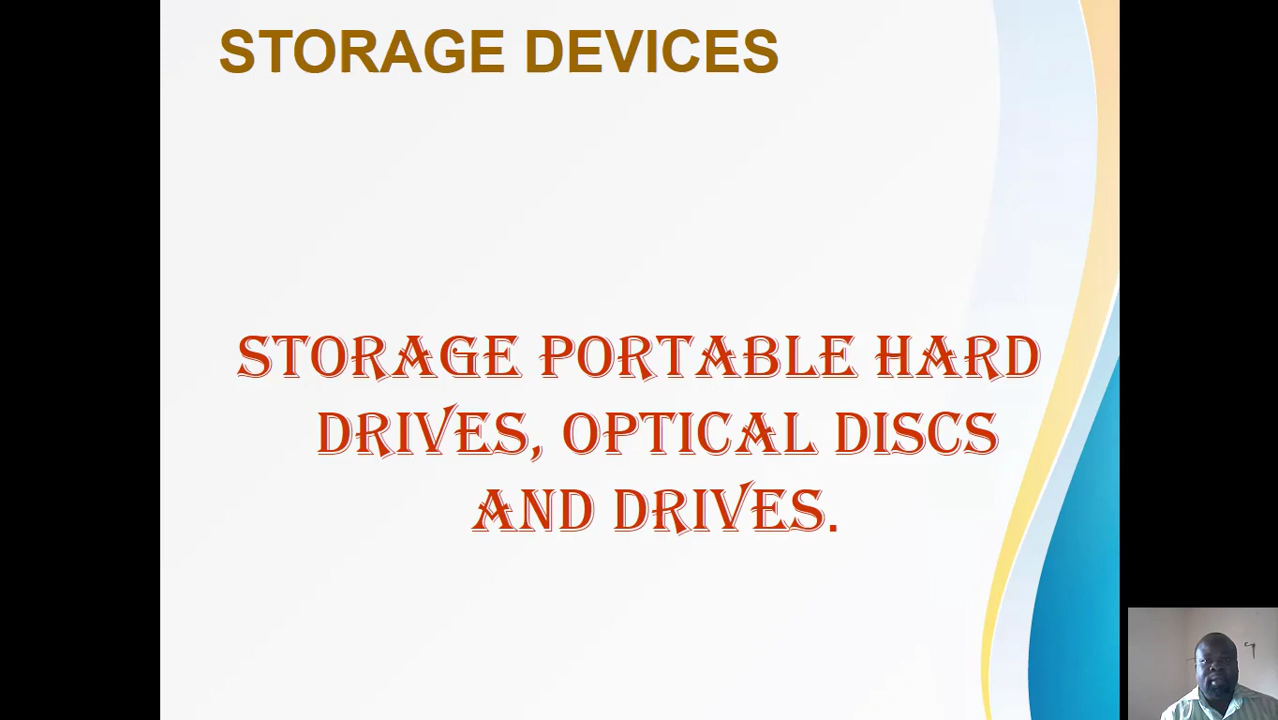 STORAGE DEVICES
STORAGE PORTABLE HARD
DRIVES, OPTICAL DISCS
AND DRIVES.